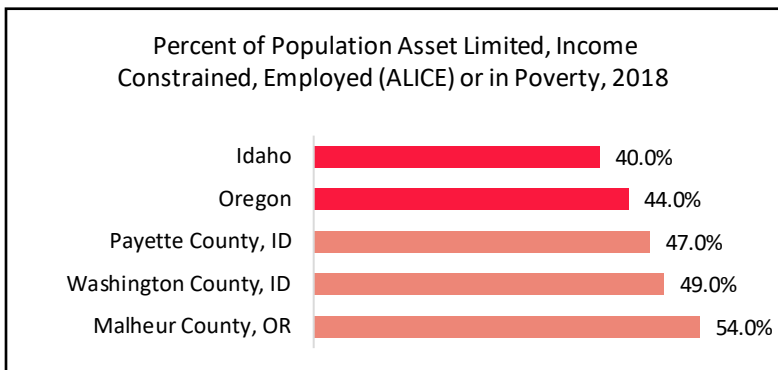 Percent of Population Asset Limited, Income
Constrained, Employed (ALICE) or in Poverty, 2018
Idaho 40.0%
Oregon 44.0%
Payette County, ID 47.0%
Washington County, ID 49.0%
Malheur County, OR 54.0%